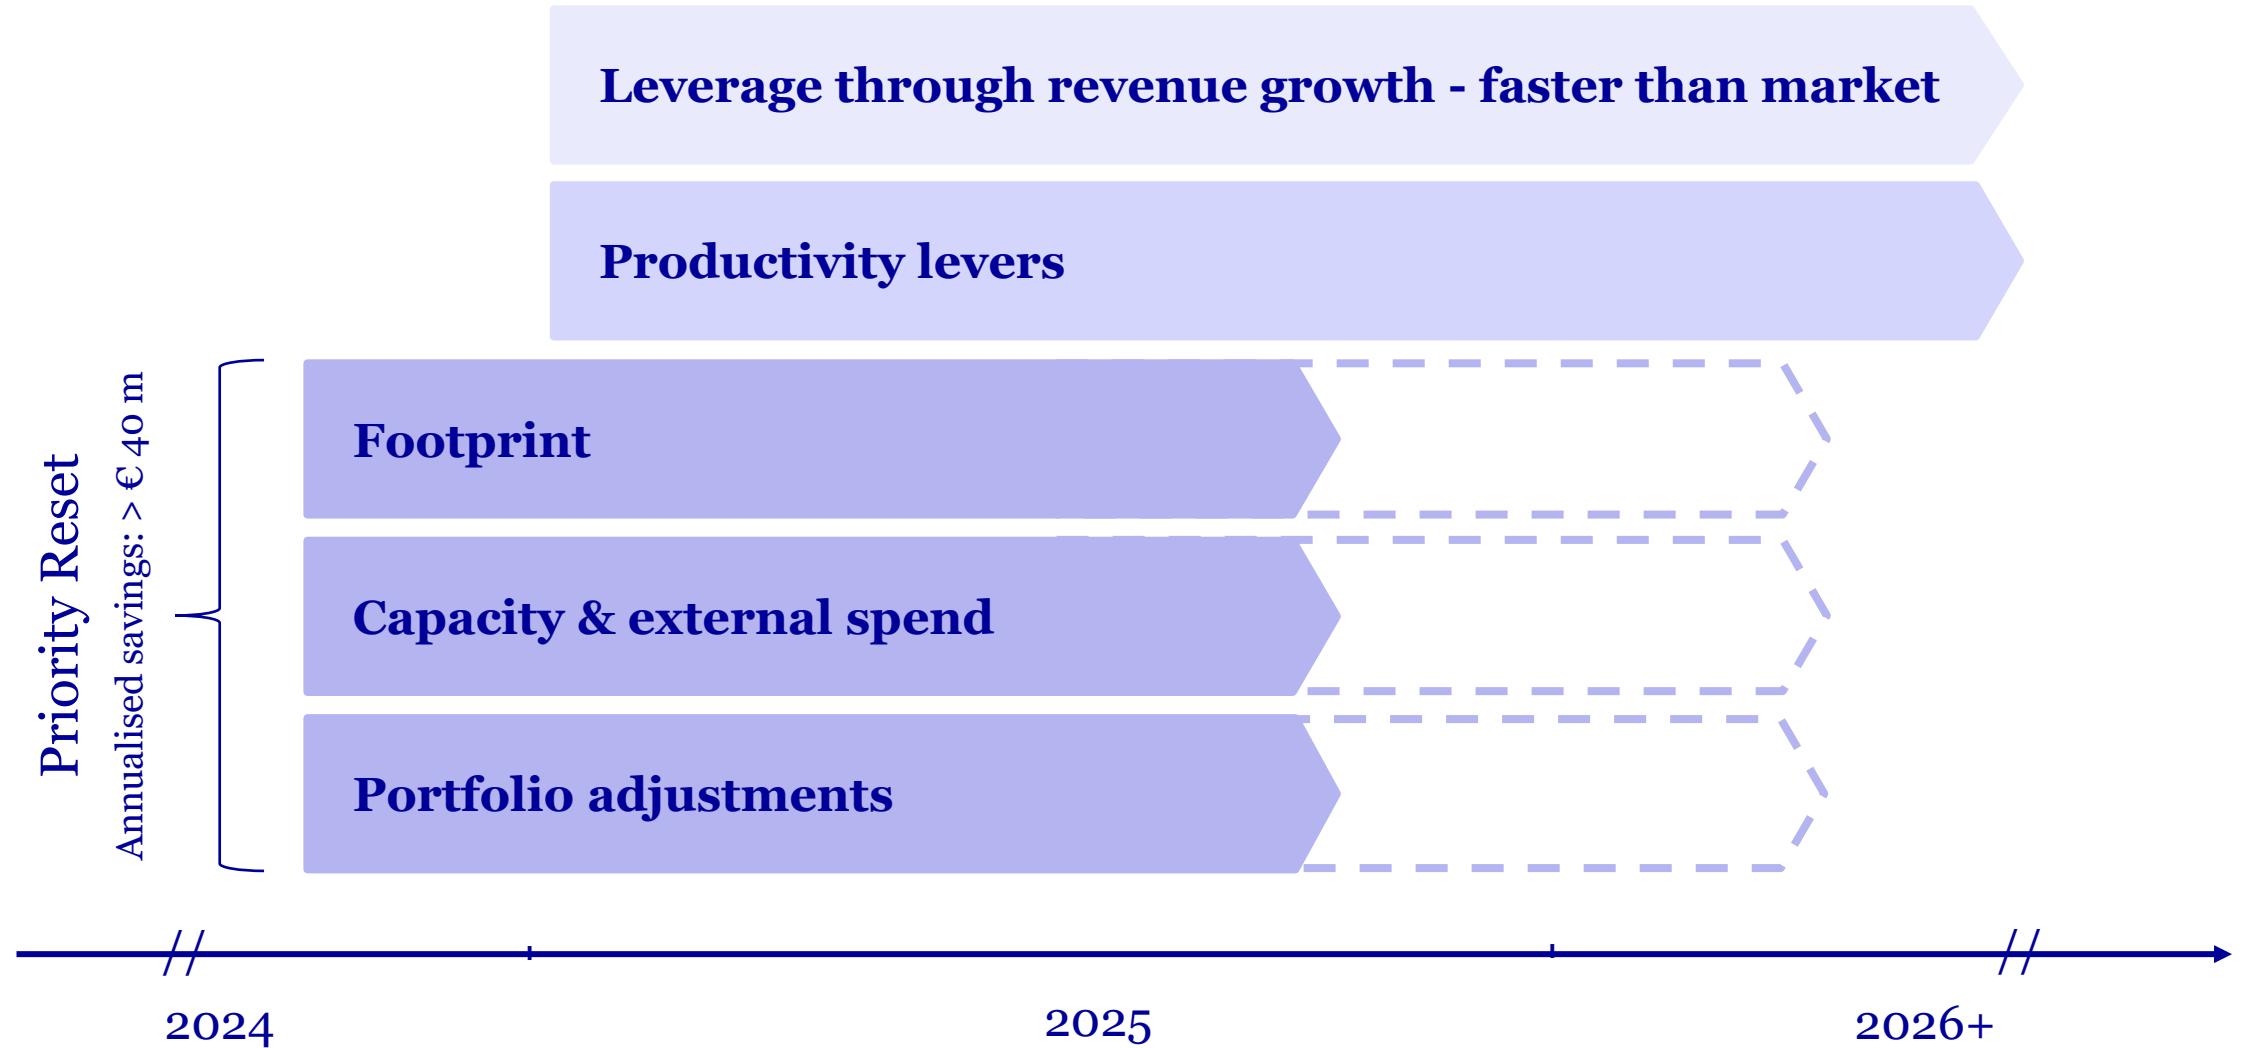 Leverage through revenue growth - faster than market
Productivity levers
Priority Reset
Annualised savings: > € 40 m
Footprint
Capacity & external spend
Portfolio adjustments
2024
2025
2026+